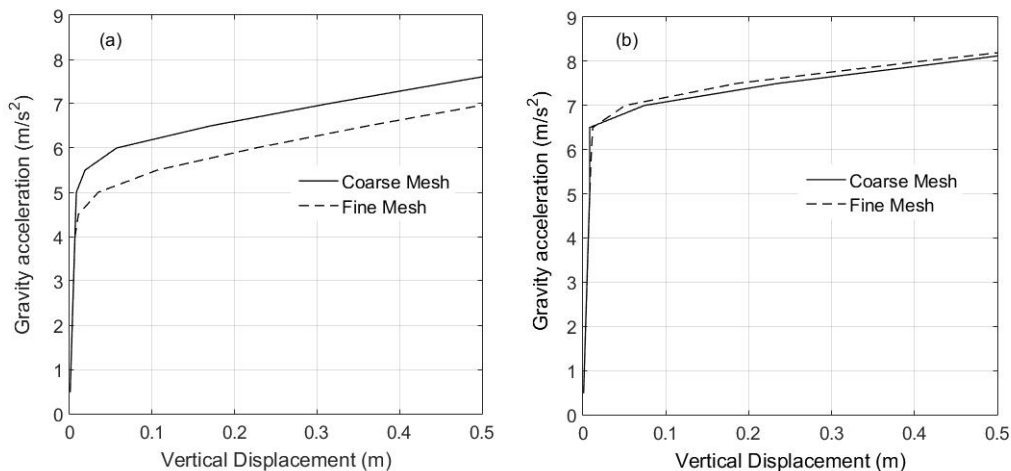 (a)
Gravity acceleration (m/s²)
9
8
7
6
5
4
3
2
1
0
Coarse Mesh
Fine Mesh
0 0.1 0.2 0.3 0.4 0.5
Vertical Displacement (m)
(b)
Gravity acceleration (m/s²)
9
8
7
6
5
4
3
2
1
0
Coarse Mesh
Fine Mesh
0 0.1 0.2 0.3 0.4 0.5
Vertical Displacement (m)